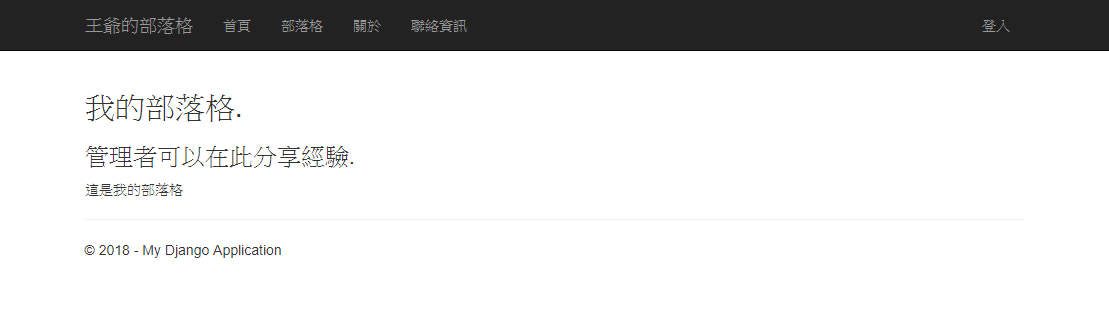 王爺的部落格 首頁 部落格 關於 聯絡資訊 登入
我的部落格.
管理者可以在此分享經驗.
這是我的部落格
© 2018 - My Django Application